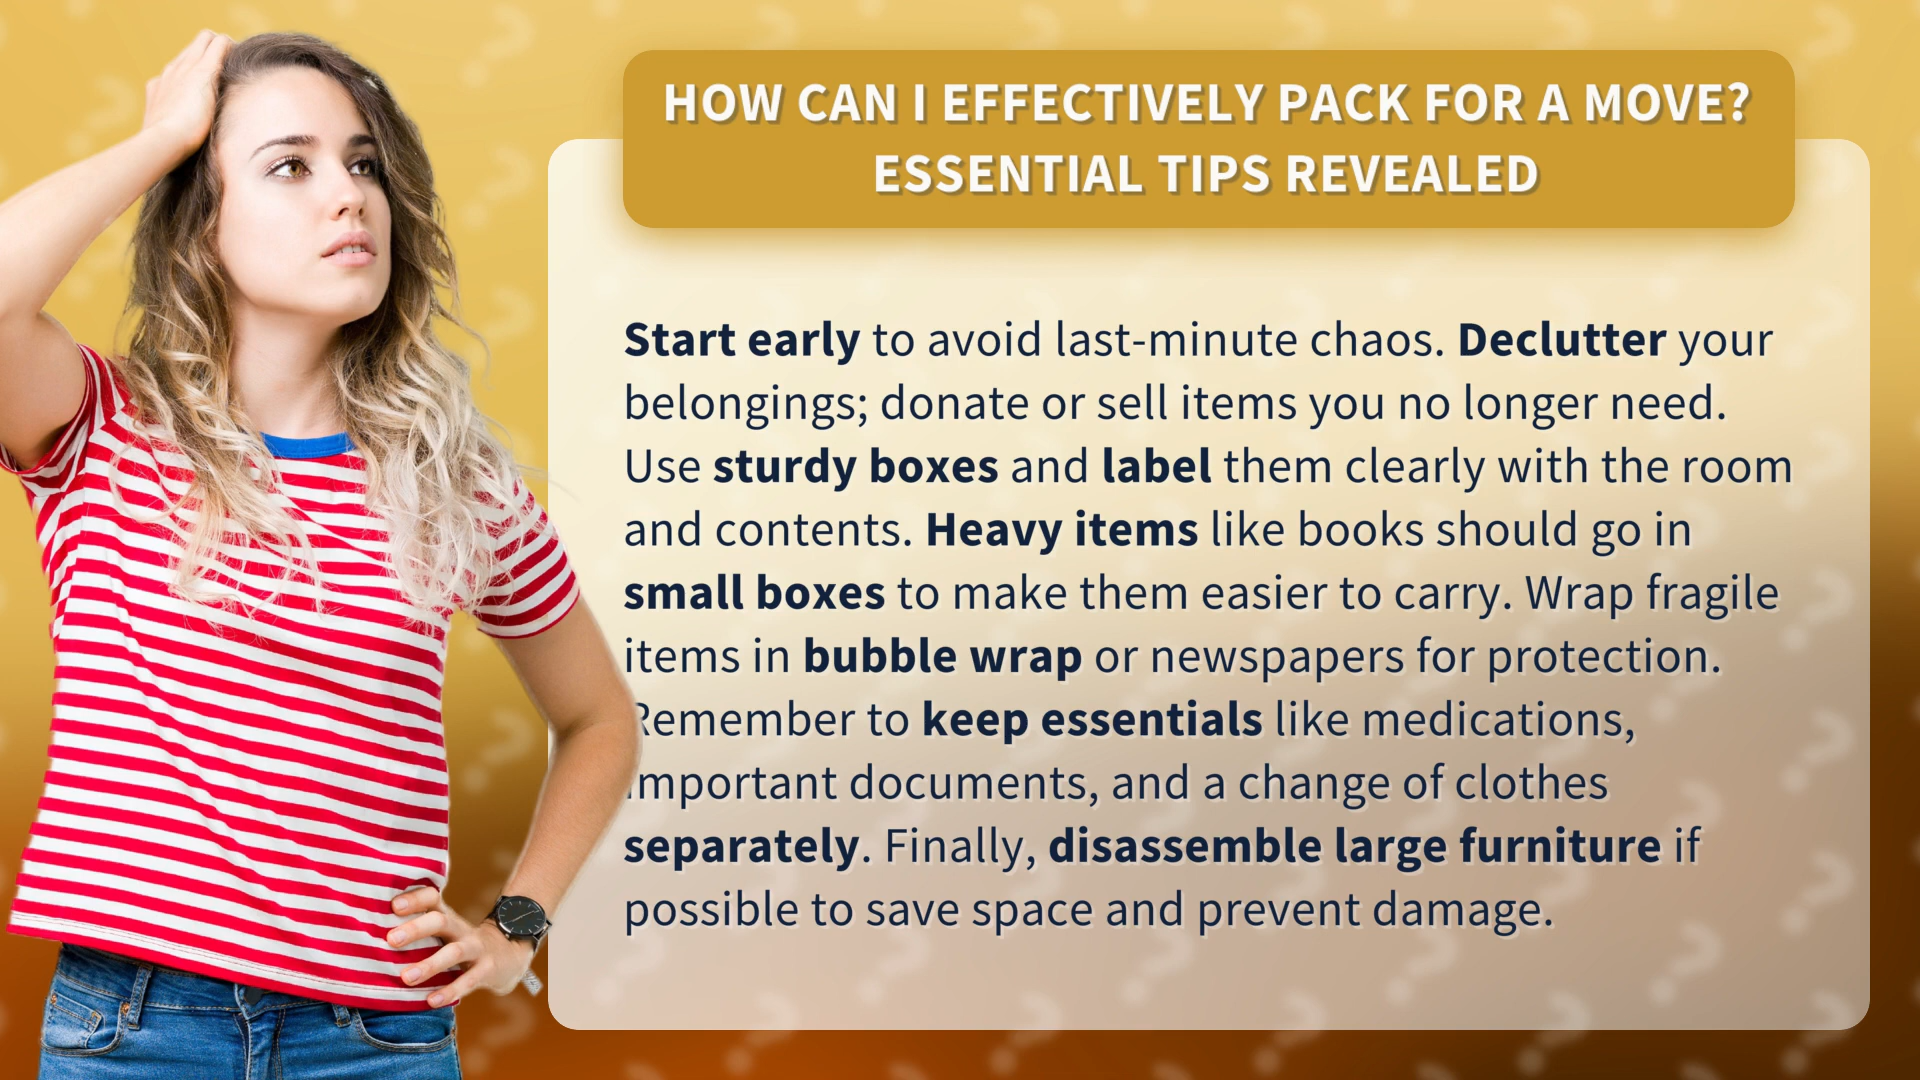 HOW CAN I EFFECTIVELY PACK FOR A MOVE?
ESSENTIAL TIPS REVEALED
Start early to avoid last-minute chaos. Declutter your
belongings; donate or sell items you no longer need.
Use sturdy boxes and label them clearly with the room
and contents. Heavy items like books should go in
small boxes to make them easier to carry. Wrap fragile
items in bubble wrap or newspapers for protection.
Remember to keep essentials like medications,
important documents, and a change of clothes
separately. Finally, disassemble large furniture if
possible to save space and prevent damage.